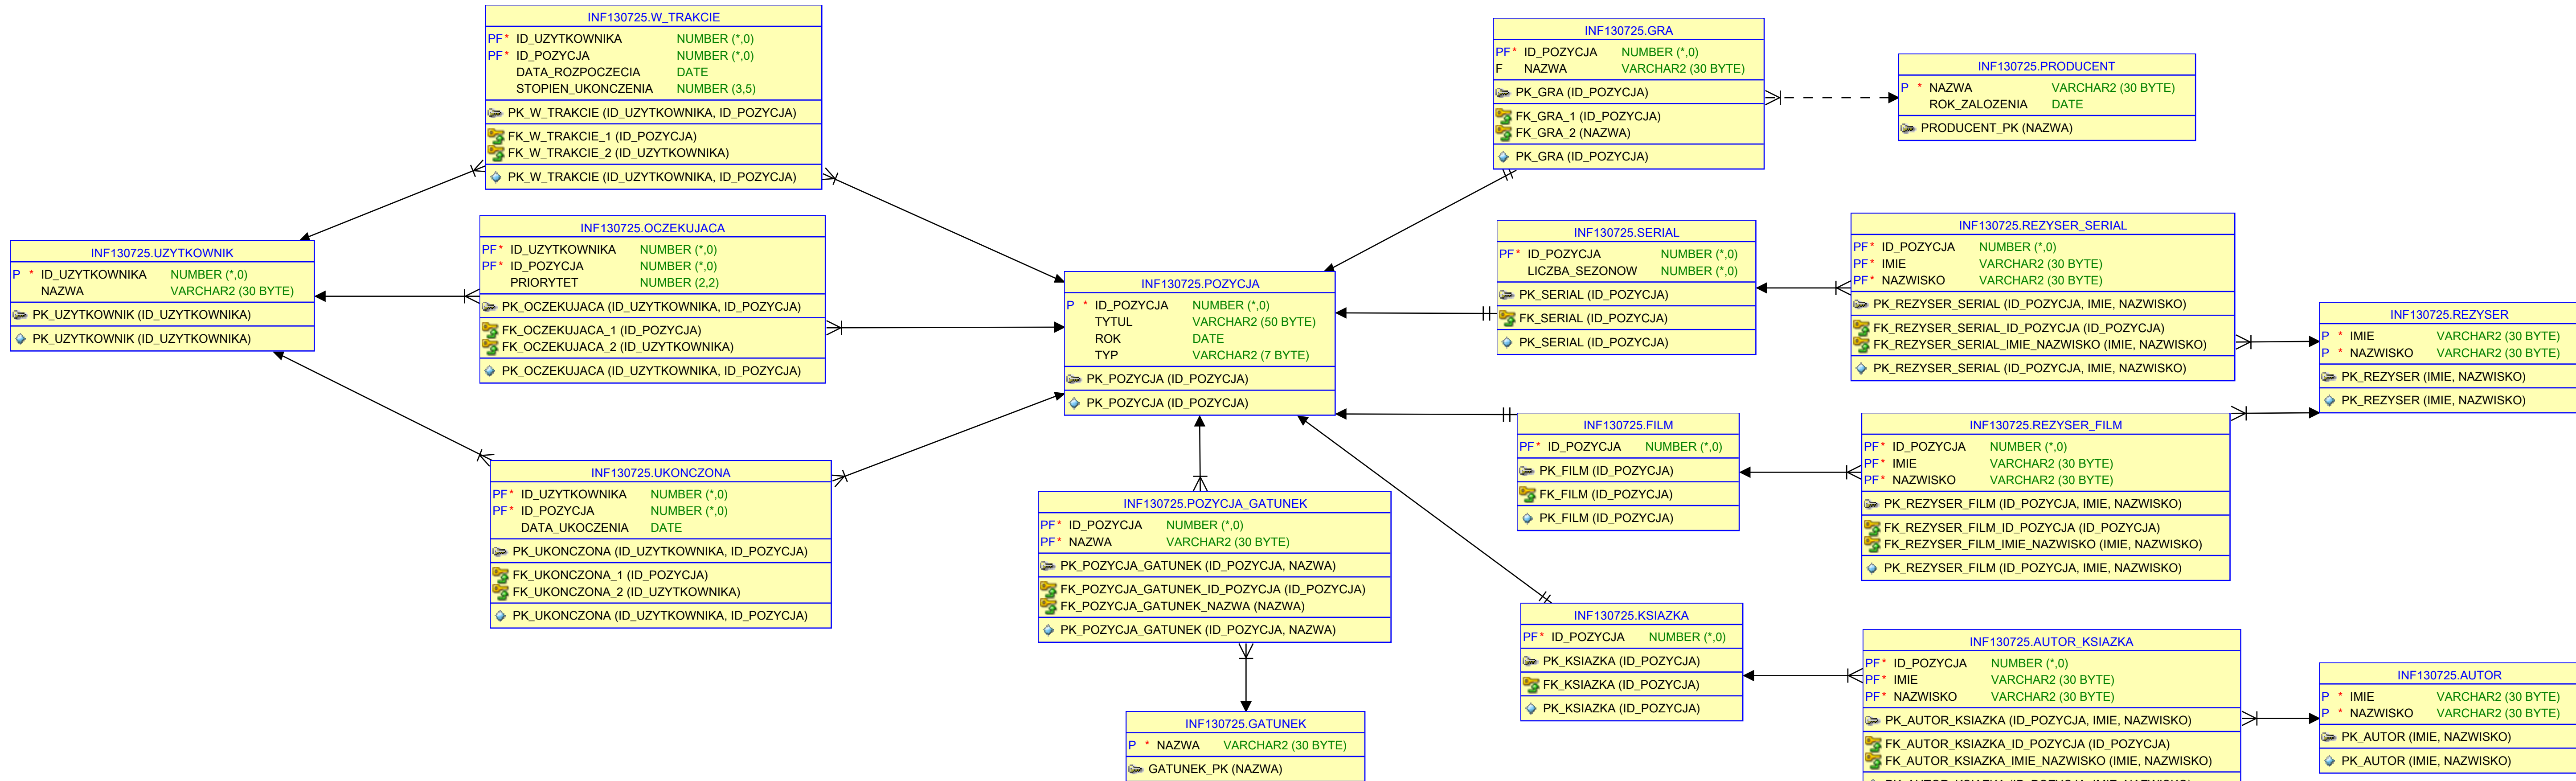 INF130725.W_TRAKCIE
PF* ID_UZYTKOWNIKA NUMBER (*,0)
PF* ID_POZYCJA NUMBER (*,0)
DATA_ROZPOCZECIA DATE
STOPIEN_UKONCZENIA NUMBER (3,5)
PK_W_TRAKCIE (ID_UZYTKOWNIKA, ID_POZYCJA)
FK_W_TRAKCIE_1 (ID_POZYCJA)
FK_W_TRAKCIE_2 (ID_UZYTKOWNIKA)
PK_W_TRAKCIE (ID_UZYTKOWNIKA, ID_POZYCJA)
INF130725.UZYTKOWNIK
P * ID_UZYTKOWNIKA NUMBER (*,0)
NAZWA VARCHAR2 (30 BYTE)
PK_UZYTKOWNIK (ID_UZYTKOWNIKA)
PK_UZYTKOWNIK (ID_UZYTKOWNIKA)
INF130725.OCZEKUJACA
PF* ID_UZYTKOWNIKA NUMBER (*,0)
PF* ID_POZYCJA NUMBER (*,0)
PRIORYTET NUMBER (2,2)
PK_OCZEKUJACA (ID_UZYTKOWNIKA, ID_POZYCJA)
FK_OCZEKUJACA_1 (ID_POZYCJA)
FK_OCZEKUJACA_2 (ID_UZYTKOWNIKA)
PK_OCZEKUJACA (ID_UZYTKOWNIKA, ID_POZYCJA)
INF130725.UKONCZONA
PF* ID_UZYTKOWNIKA NUMBER (*,0)
PF* ID_POZYCJA NUMBER (*,0)
DATA_UKOCZENIA DATE
PK_UKONCZONA (ID_UZYTKOWNIKA, ID_POZYCJA)
FK_UKONCZONA_1 (ID_POZYCJA)
FK_UKONCZONA_2 (ID_UZYTKOWNIKA)
PK_UKONCZONA (ID_UZYTKOWNIKA, ID_POZYCJA)
INF130725.POZYCJA
P * ID_POZYCJA NUMBER (*,0)
TYTUL VARCHAR2 (50 BYTE)
ROK DATE
TYP VARCHAR2 (7 BYTE)
PK_POZYCJA (ID_POZYCJA)
PK_POZYCJA (ID_POZYCJA)
INF130725.POZYCJA_GATUNEK
PF* ID_POZYCJA NUMBER (*,0)
PF* NAZWA VARCHAR2 (30 BYTE)
PK_POZYCJA_GATUNEK (ID_POZYCJA, NAZWA)
FK_POZYCJA_GATUNEK_ID_POZYCJA (ID_POZYCJA)
FK_POZYCJA_GATUNEK_NAZWA (NAZWA)
PK_POZYCJA_GATUNEK (ID_POZYCJA, NAZWA)
INF130725.GATUNEK
P * NAZWA VARCHAR2 (30 BYTE)
GATUNEK_PK (NAZWA)
INF130725.GRA
PF* ID_POZYCJA NUMBER (*,0)
F NAZWA VARCHAR2 (30 BYTE)
PK_GRA (ID_POZYCJA)
FK_GRA_1 (ID_POZYCJA)
FK_GRA_2 (NAZWA)
PK_GRA (ID_POZYCJA)
INF130725.PRODUCENT
P * NAZWA VARCHAR2 (30 BYTE)
ROK_ZALOZENIA DATE
PRODUCENT_PK (NAZWA)
INF130725.SERIAL
PF* ID_POZYCJA NUMBER (*,0)
LICZBA_SEZONOW NUMBER (*,0)
PK_SERIAL (ID_POZYCJA)
FK_SERIAL (ID_POZYCJA)
PK_SERIAL (ID_POZYCJA)
INF130725.REZYSER_SERIAL
PF* ID_POZYCJA NUMBER (*,0)
PF* IMIE VARCHAR2 (30 BYTE)
PF* NAZWISKO VARCHAR2 (30 BYTE)
PK_REZYSER_SERIAL (ID_POZYCJA, IMIE, NAZWISKO)
FK_REZYSER_SERIAL_ID_POZYCJA (ID_POZYCJA)
FK_REZYSER_SERIAL_IMIE_NAZWISKO (IMIE, NAZWISKO)
PK_REZYSER_SERIAL (ID_POZYCJA, IMIE, NAZWISKO)
INF130725.REZYSER
P * IMIE VARCHAR2 (30 BYTE)
P * NAZWISKO VARCHAR2 (30 BYTE)
PK_REZYSER (IMIE, NAZWISKO)
PK_REZYSER (IMIE, NAZWISKO)
INF130725.FILM
PF* ID_POZYCJA NUMBER (*,0)
PK_FILM (ID_POZYCJA)
FK_FILM (ID_POZYCJA)
PK_FILM (ID_POZYCJA)
INF130725.REZYSER_FILM
PF* ID_POZYCJA NUMBER (*,0)
PF* IMIE VARCHAR2 (30 BYTE)
PF* NAZWISKO VARCHAR2 (30 BYTE)
PK_REZYSER_FILM (ID_POZYCJA, IMIE, NAZWISKO)
FK_REZYSER_FILM_ID_POZYCJA (ID_POZYCJA)
FK_REZYSER_FILM_IMIE_NAZWISKO (IMIE, NAZWISKO)
PK_REZYSER_FILM (ID_POZYCJA, IMIE, NAZWISKO)
INF130725.KSIAZKA
PF* ID_POZYCJA NUMBER (*,0)
PK_KSIAZKA (ID_POZYCJA)
FK_KSIAZKA (ID_POZYCJA)
PK_KSIAZKA (ID_POZYCJA)
INF130725.AUTOR_KSIAZKA
PF* ID_POZYCJA NUMBER (*,0)
PF* IMIE VARCHAR2 (30 BYTE)
PF* NAZWISKO VARCHAR2 (30 BYTE)
PK_AUTOR_KSIAZKA (ID_POZYCJA, IMIE, NAZWISKO)
FK_AUTOR_KSIAZKA_ID_POZYCJA (ID_POZYCJA)
FK_AUTOR_KSIAZKA_IMIE_NAZWISKO (IMIE, NAZWISKO)
INF130725.AUTOR
P * IMIE VARCHAR2 (30 BYTE)
P * NAZWISKO VARCHAR2 (30 BYTE)
PK_AUTOR (IMIE, NAZWISKO)
PK_AUTOR (IMIE, NAZWISKO)